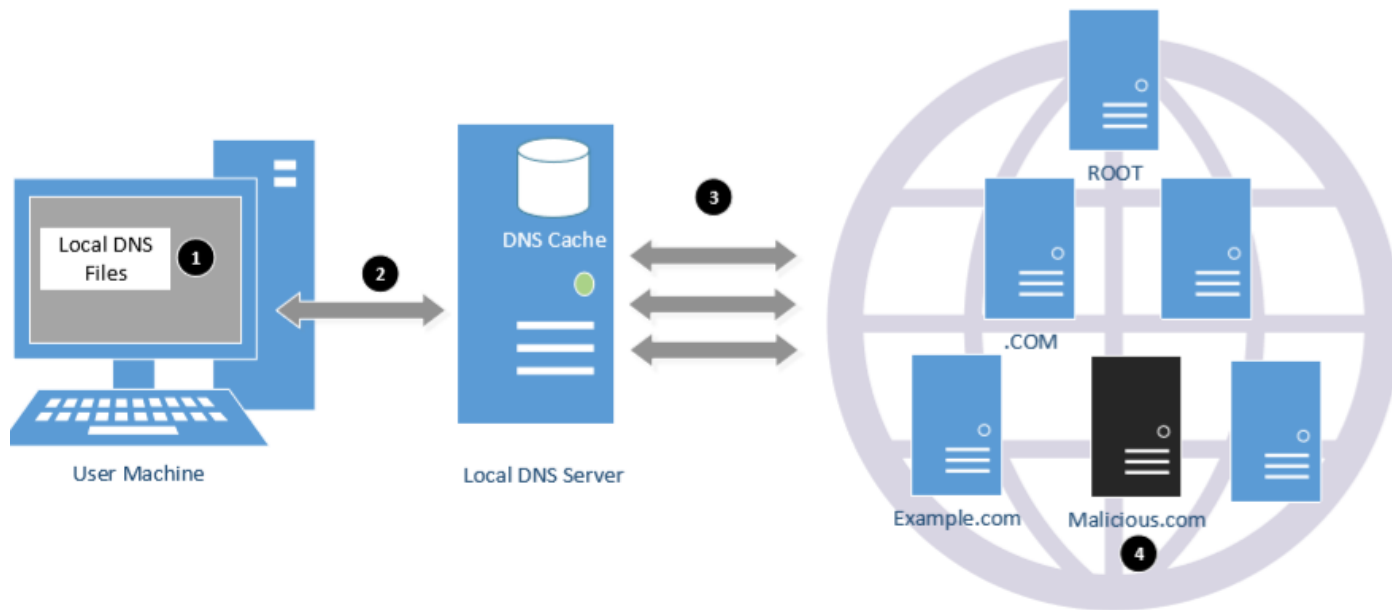 Local DNS
Files
1
User Machine
2
DNS Cache
Local DNS Server
3
ROOT
.COM
Example.com
Malicious.com
4